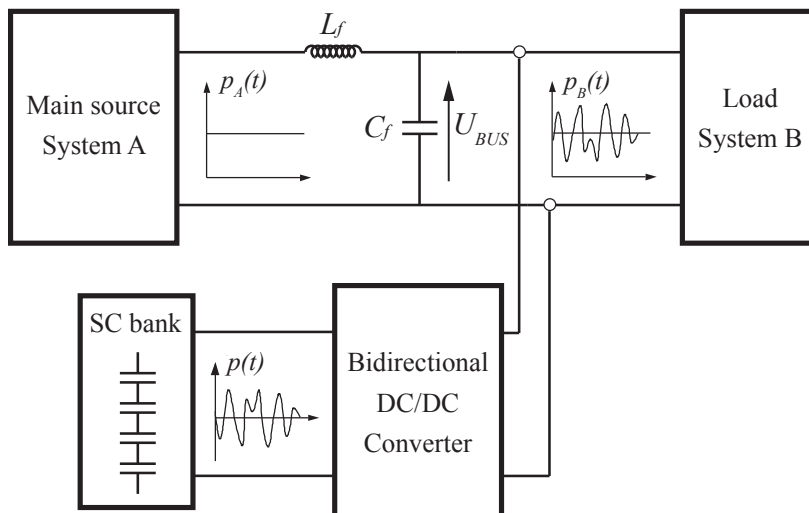 L_f
Main source
System A
p_A(t)
C_f
U_BUS
p_B(t)
Load
System B
SC bank
p(t)
Bidirectional
DC/DC
Converter